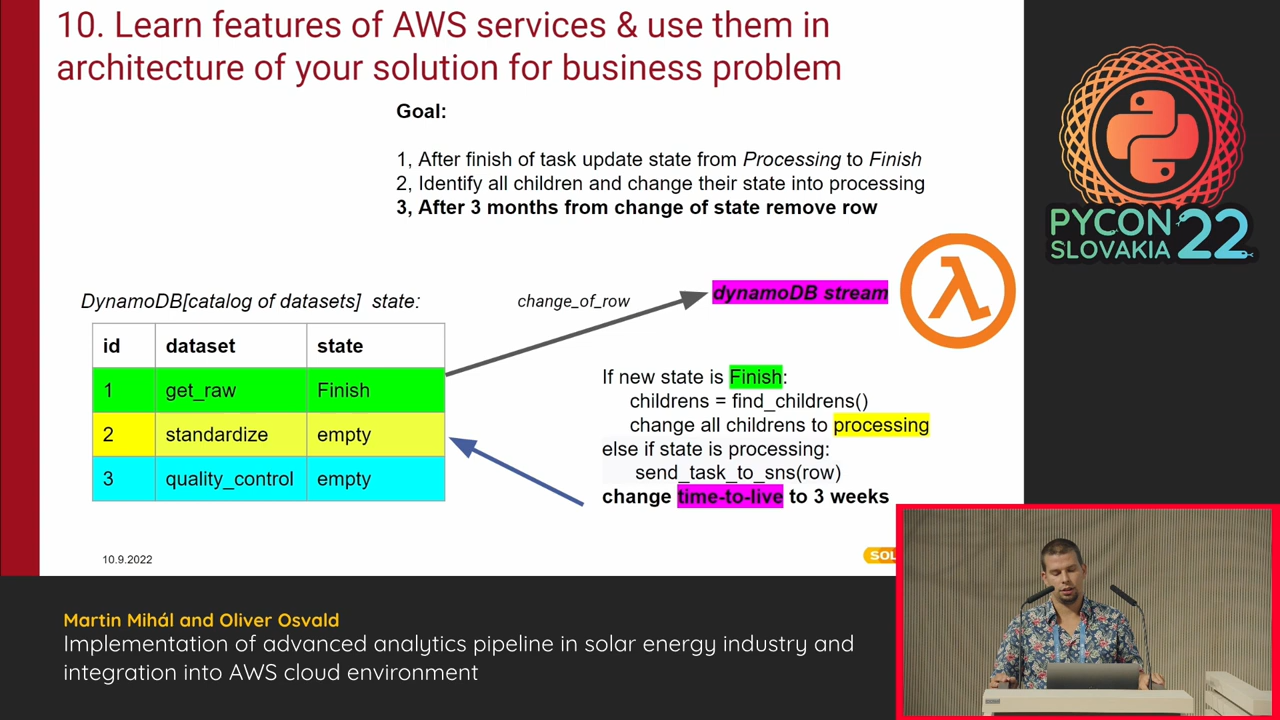 10. Learn features of AWS services & use them in
architecture of your solution for business problem
Goal:
1, After finish of task update state from Processing to Finish
2, Identify all children and change their state into processing
3, After 3 months from change of state remove row
DynamoDB[catalog of datasets] state:
change_of_row
dynamoDB stream
λ
id dataset state
1 get_raw Finish
2 standardize empty
3 quality_control empty
If new state is Finish:
childrens = find_childrens()
change all childrens to processing
else if state is processing:
send_task_to_sns(row)
change time-to-live to 3 weeks
10.9.2022
SOL
PYCON
SLOVAKIA
22
Martin Mihál and Oliver Osvald
Implementation of advanced analytics pipeline in solar energy industry and
integration into AWS cloud environment